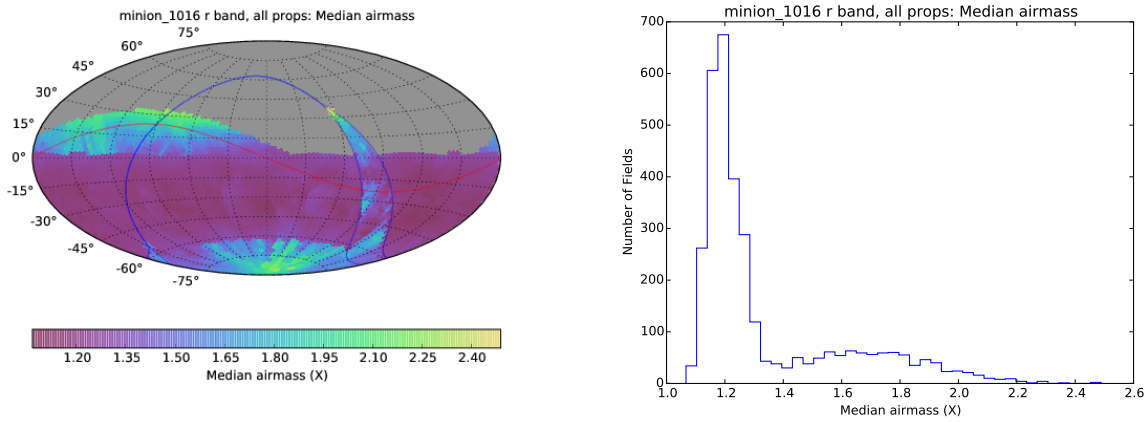 minion_1016 r band, all props: Median airmass
75°
60°
45°
30°
15°
0°
-15°
-30°
-45°
-60°
-75°
1.20 1.35 1.50 1.65 1.80 1.95 2.10 2.25 2.40
Median airmass (X)
minion_1016 r band, all props: Median airmass
700
600
500
400
300
200
100
0
Number of Fields
1.0 1.2 1.4 1.6 1.8 2.0 2.2 2.4 2.6
Median airmass (X)